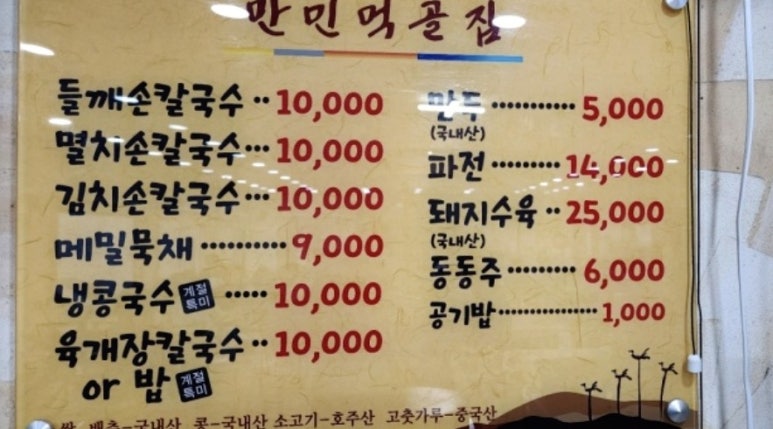 만민먹골집
들깨손칼국수 ·· 10,000
멸치손칼국수 ··· 10,000
김치손칼국수 ·· 10,000
메밀묵채 ·········· 9,000
냉콩국수 계절특미 ····· 10,000
육개장칼국수 ·· 10,000
or 밥 계절특미
만두 ··········· 5,000
(국내산)
파전 ········· 14,000
돼지수육 ·· 25,000
(국내산)
동동주 ········· 6,000
공기밥 ·············· 1,000
쌀, 배추-국내산 콩-국내산 소고기-호주산 고춧가루-중국산